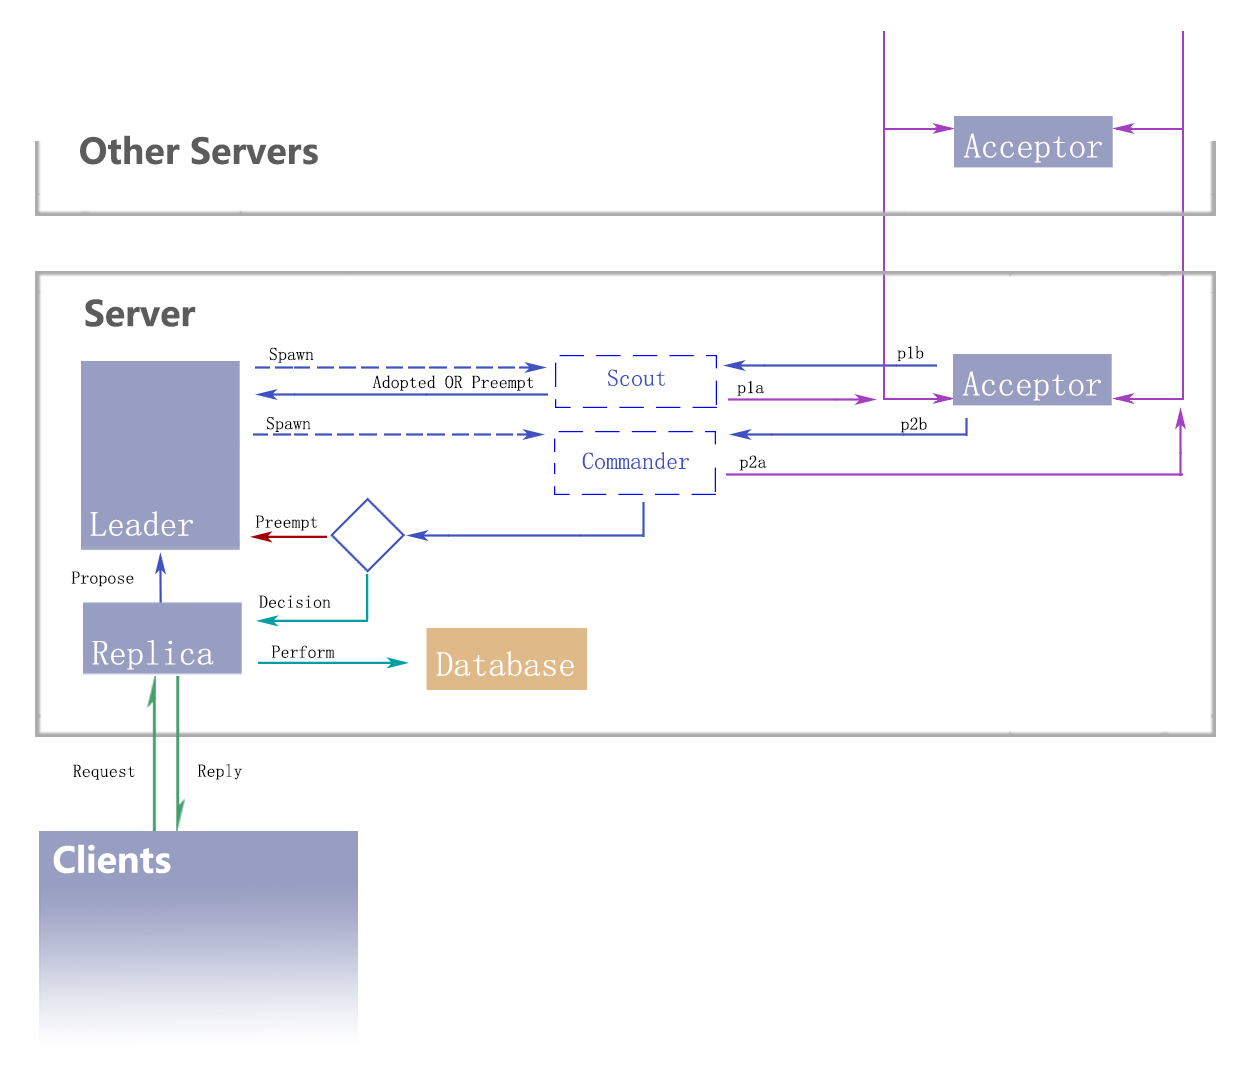 Other Servers
Acceptor
Server
Spawn
Scout
p1b
Acceptor
Adopted OR Preempt
p1a
Spawn
p2b
Commander
p2a
Leader
Preempt
Propose
Decision
Replica
Perform
Database
Request
Reply
Clients